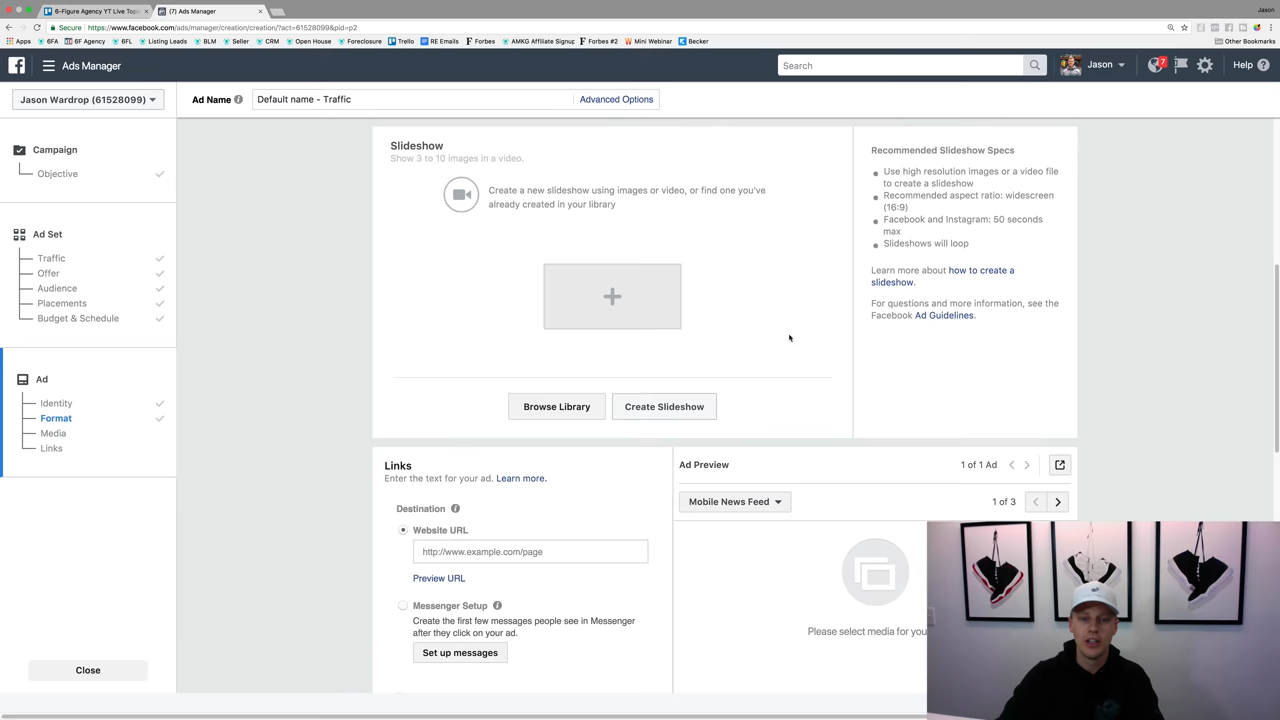 6-Figure Agency YT Live Topi
(7) Ads Manager
Jason
Secure
https://www.facebook.com/ads/manager/creation/creation/?act=61528099&pid=p2
Apps
6FA
6F Agency
6FL
Listing Leads
BLM
Seller
CRM
Open House
Foreclosure
Trello
RE Emails
Forbes
AMKG Affiliate Signup
Forbes #2
Mini Webinar
Becker
Other Bookmarks
Ads Manager
Search
Jason
7
Help
Jason Wardrop (61528099)
Ad Name
Default name - Traffic
Advanced Options
Campaign
Objective
Ad Set
Traffic
Offer
Audience
Placements
Budget & Schedule
Ad
Identity
Format
Media
Links
Close
Slideshow
Show 3 to 10 images in a video.
Create a new slideshow using images or video, or find one you've
already created in your library
Browse Library
Create Slideshow
Recommended Slideshow Specs
Use high resolution images or a video file
to create a slideshow
Recommended aspect ratio: widescreen
(16:9)
Facebook and Instagram: 50 seconds
max
Slideshows will loop
Learn more about how to create a
slideshow.
For questions and more information, see the
Facebook Ad Guidelines.
Links
Enter the text for your ad. Learn more.
Destination
Website URL
http://www.example.com/page
Preview URL
Messenger Setup
Create the first few messages people see in Messenger
after they click on your ad.
Set up messages
Ad Preview
1 of 1 Ad
Mobile News Feed
1 of 3
Please select media for you